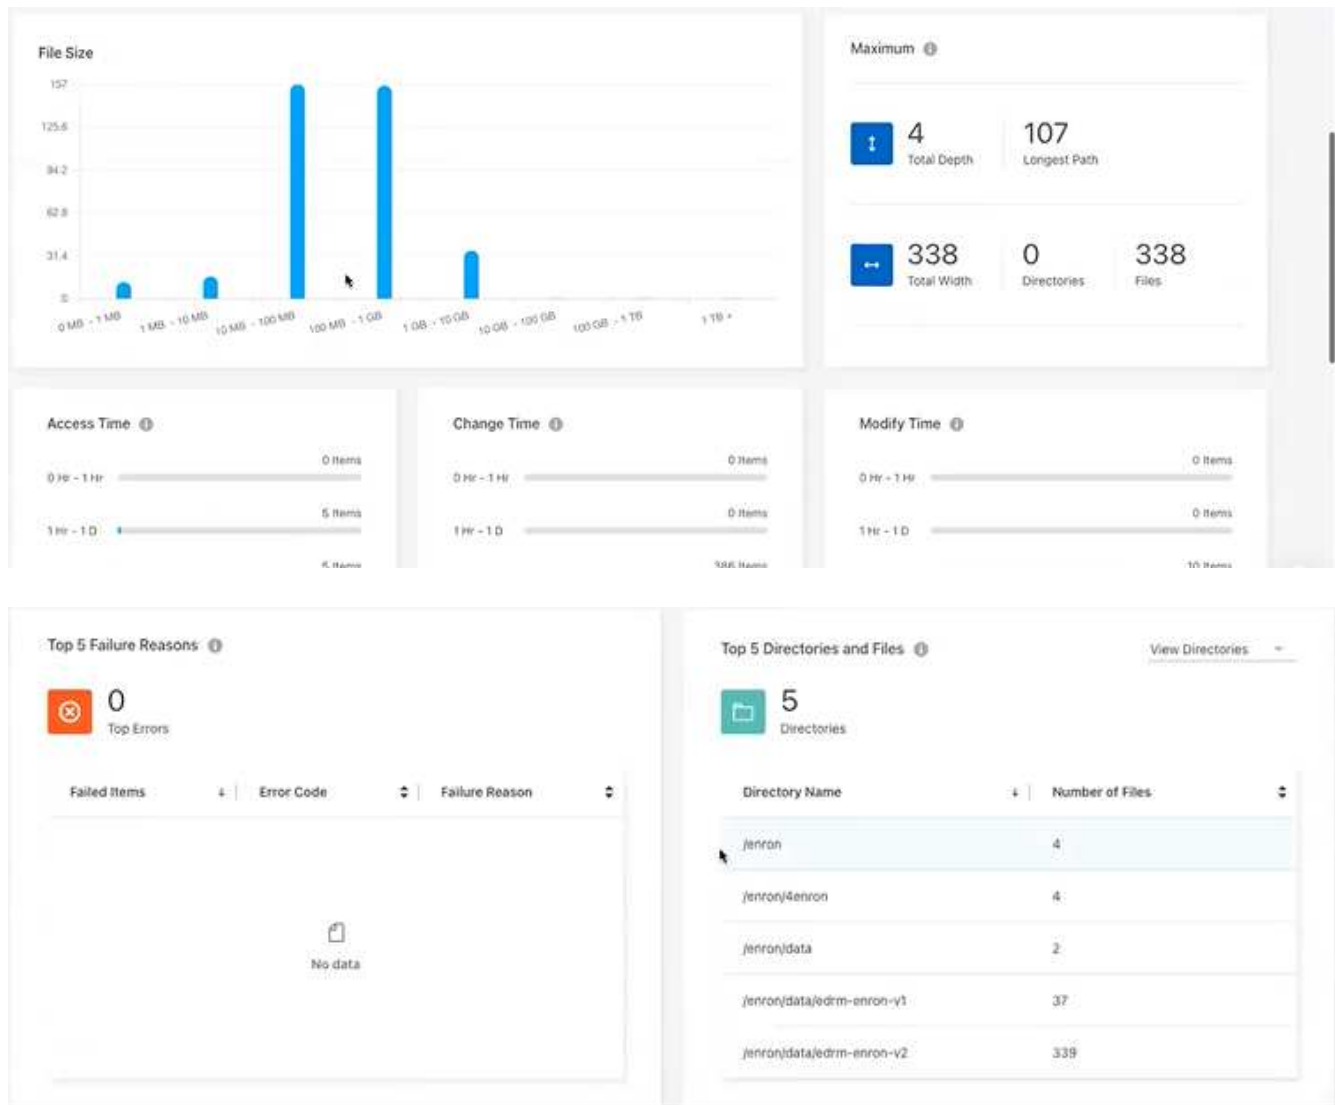 File Size
157
125.6
94.2
62.8
31.4
0
0 MB - 1 MB
1 MB - 10 MB
10 MB - 100 MB
100 MB - 1 GB
1 GB - 10 GB
10 GB - 100 GB
100 GB - 1 TB
1 TB +
Maximum
4
Total Depth
107
Longest Path
338
Total Width
0
Directories
338
Files
Access Time
0 Items
0 Hr - 1 Hr
5 Items
1 Hr - 1 D
5 Items
Change Time
0 Items
0 Hr - 1 Hr
0 Items
1 Hr - 1 D
386 Items
Modify Time
0 Items
0 Hr - 1 Hr
0 Items
1 Hr - 1 D
10 Items
Top 5 Failure Reasons
0
Top Errors
Failed Items Error Code Failure Reason
No data
Top 5 Directories and Files
View Directories
5
Directories
Directory Name Number of Files
/enron 4
/enron/4enron 4
/enron/data 2
/enron/data/edrm-enron-v1 37
/enron/data/edrm-enron-v2 339